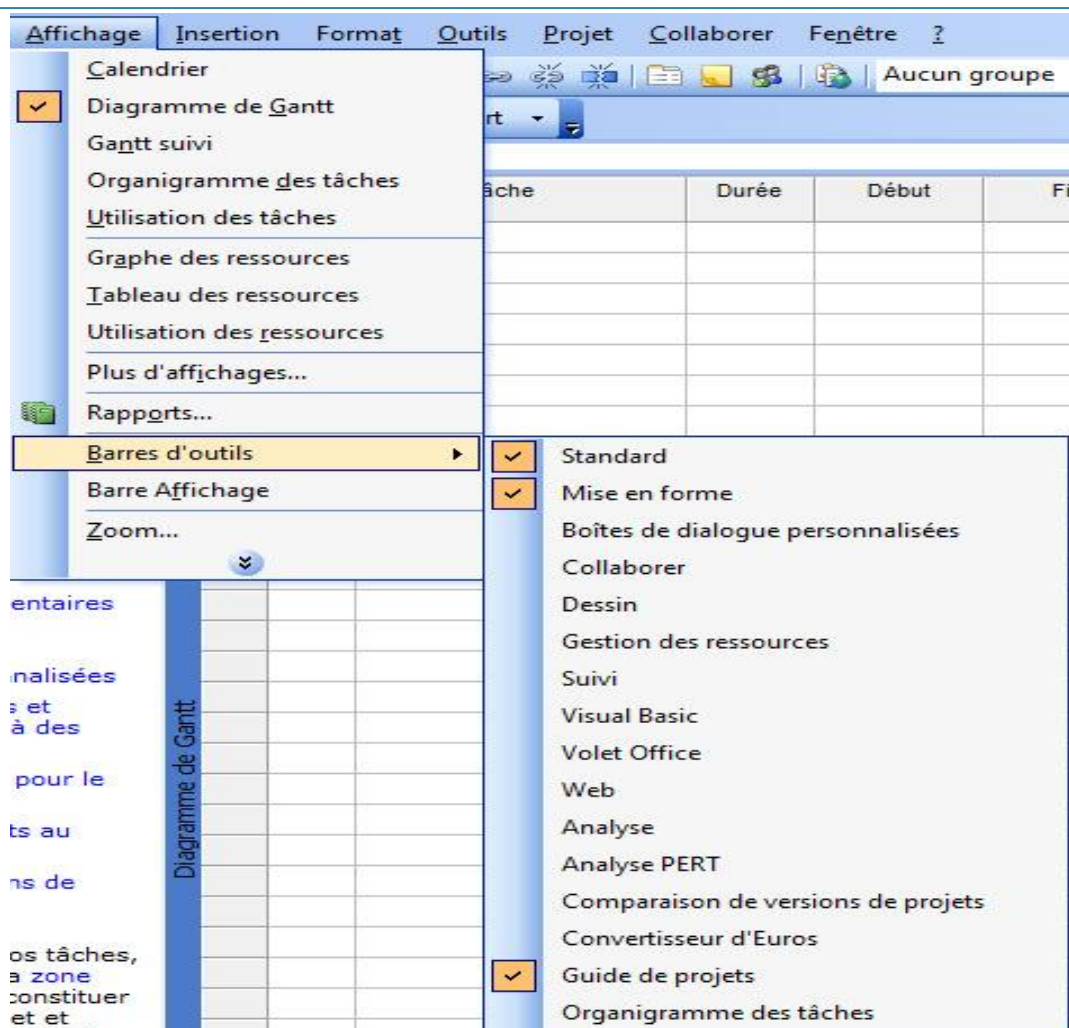 Affichage Insertion Format Outils Projet Collaborer Fenêtre ?
Calendrier
Diagramme de Gantt
Gantt suivi
Organigramme des tâches
Utilisation des tâches
Graphe des ressources
Tableau des ressources
Utilisation des ressources
Plus d'affichages...
Rapports...
Barres d'outils
Barre Affichage
Zoom...
Aucun groupe
rt
âche Durée Début Fi
Standard
Mise en forme
Boîtes de dialogue personnalisées
Collaborer
Dessin
Gestion des ressources
Suivi
Visual Basic
Volet Office
Web
Analyse
Analyse PERT
Comparaison de versions de projets
Convertisseur d'Euros
Guide de projets
Organigramme des tâches
entaires
nalisées
s et
à des
pour le
ts au
ns de
os tâches,
a zone
constituer
et et
Diagramme de Gantt